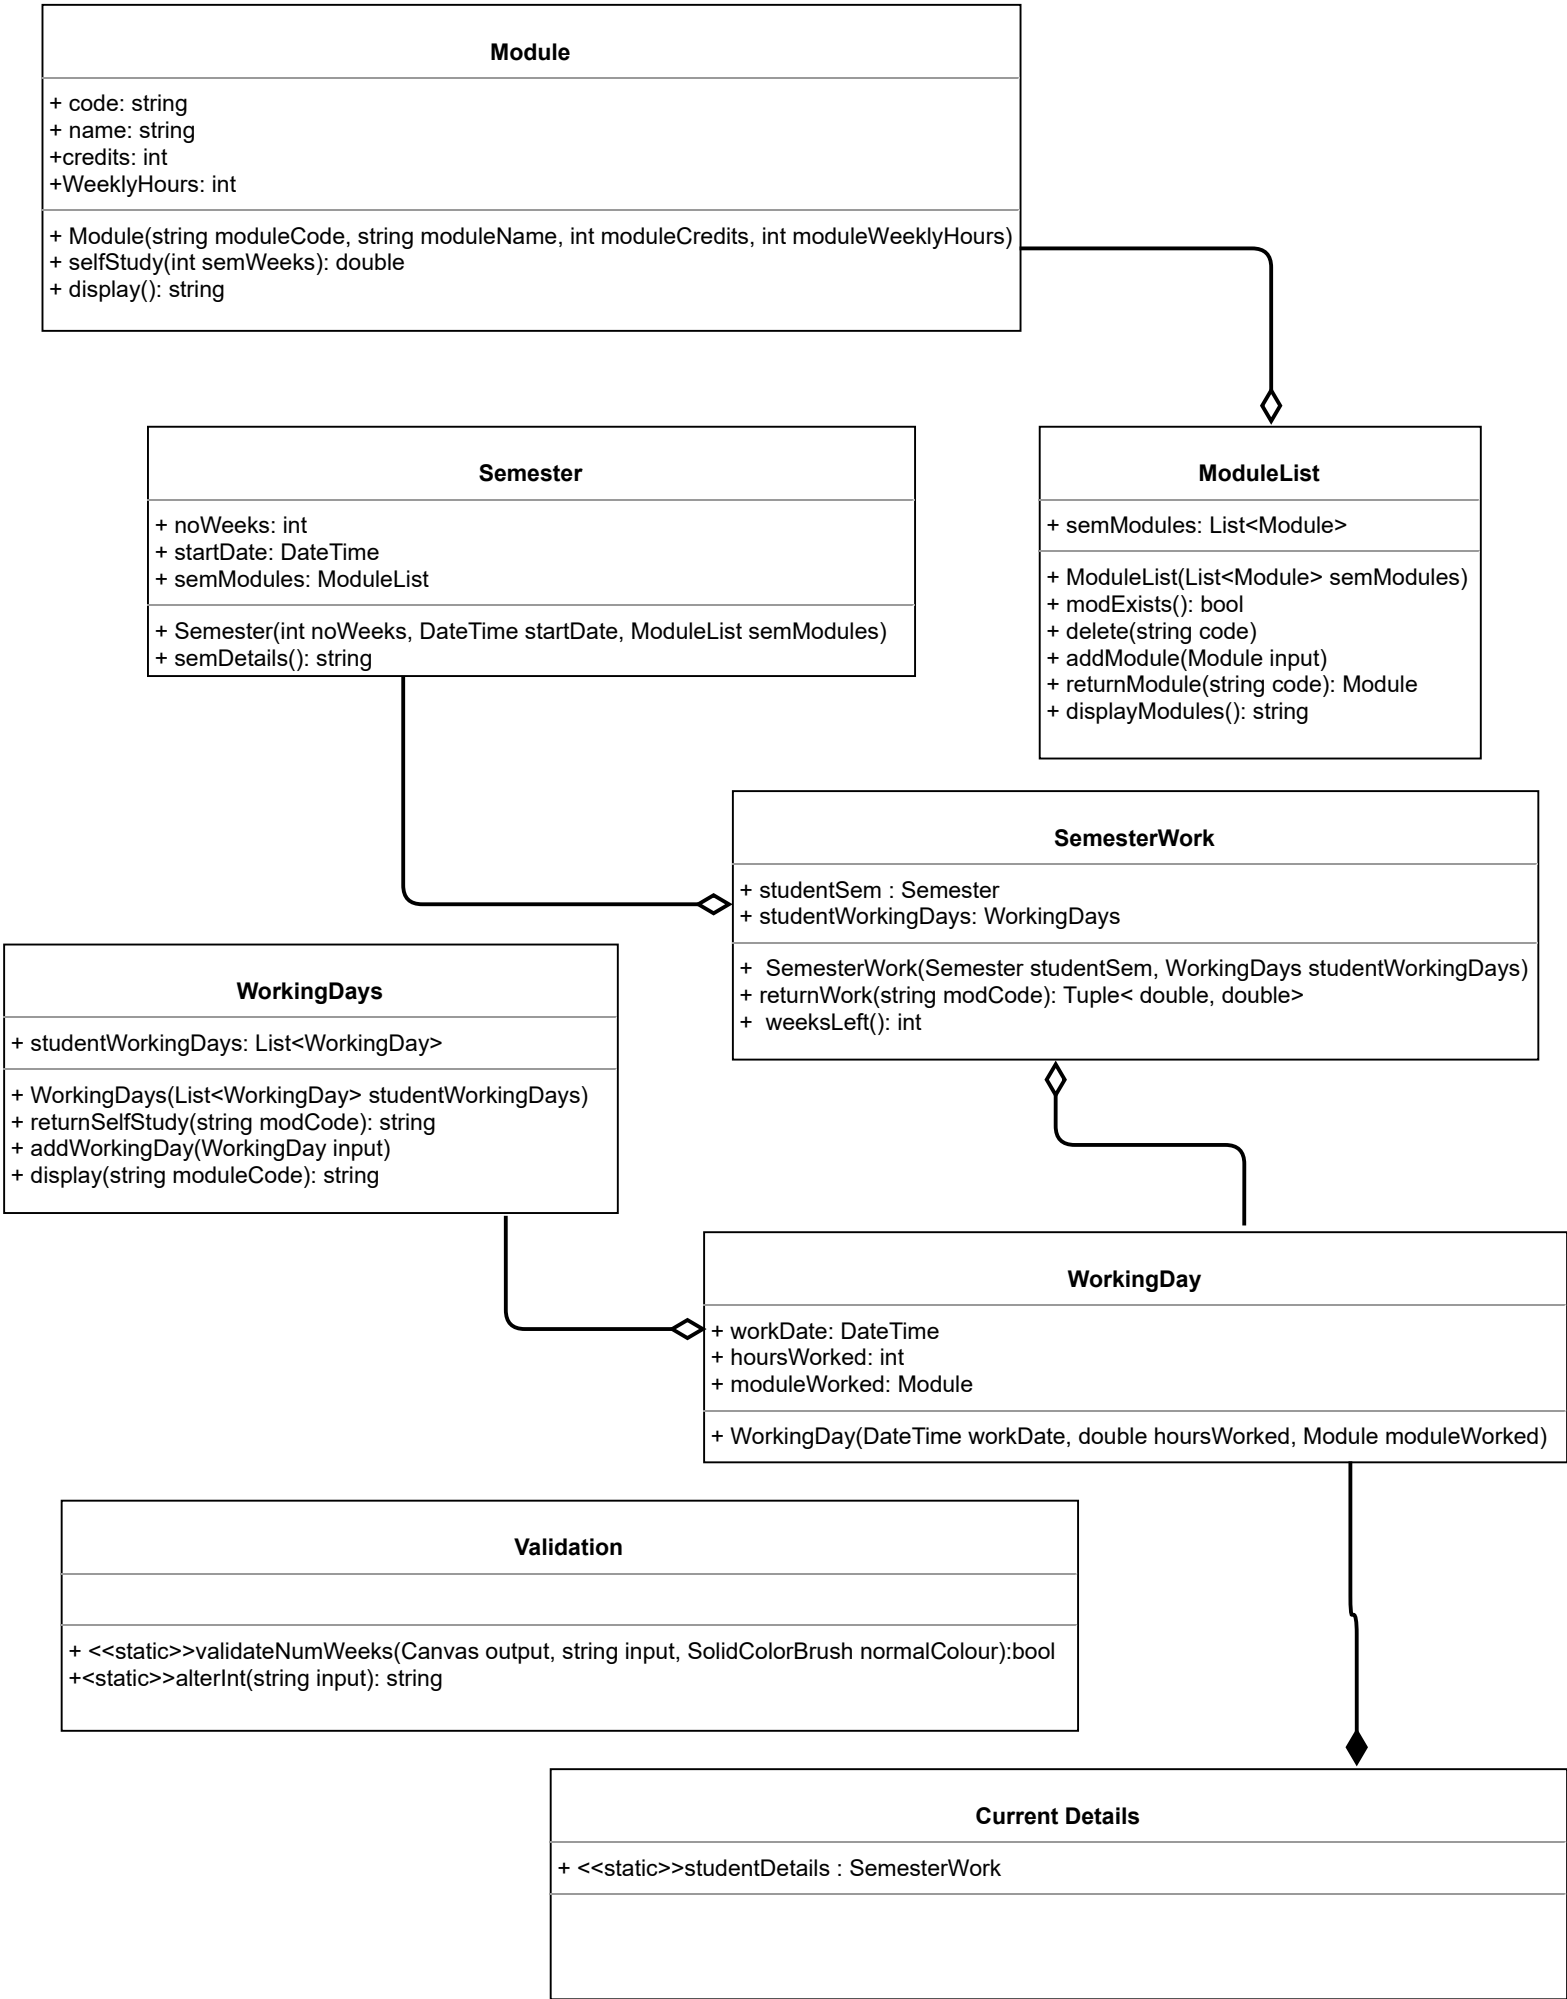 Module
+ code: string
+ name: string
+credits: int
+WeeklyHours: int
+ Module(string moduleCode, string moduleName, int moduleCredits, int moduleWeeklyHours)
+ selfStudy(int semWeeks): double
+ display(): string
Semester
+ noWeeks: int
+ startDate: DateTime
+ semModules: ModuleList
+ Semester(int noWeeks, DateTime startDate, ModuleList semModules)
+ semDetails(): string
ModuleList
+ semModules: List<Module>
+ ModuleList(List<Module> semModules)
+ modExists(): bool
+ delete(string code)
+ addModule(Module input)
+ returnModule(string code): Module
+ displayModules(): string
SemesterWork
+ studentSem : Semester
+ studentWorkingDays: WorkingDays
+  SemesterWork(Semester studentSem, WorkingDays studentWorkingDays)
+ returnWork(string modCode): Tuple< double, double>
+  weeksLeft(): int
WorkingDays
+ studentWorkingDays: List<WorkingDay>
+ WorkingDays(List<WorkingDay> studentWorkingDays)
+ returnSelfStudy(string modCode): string
+ addWorkingDay(WorkingDay input)
+ display(string moduleCode): string
WorkingDay
+ workDate: DateTime
+ hoursWorked: int
+ moduleWorked: Module
+ WorkingDay(DateTime workDate, double hoursWorked, Module moduleWorked)
Validation
+ <<static>>validateNumWeeks(Canvas output, string input, SolidColorBrush normalColour):bool
+<static>>alterInt(string input): string
Current Details
+ <<static>>studentDetails : SemesterWork